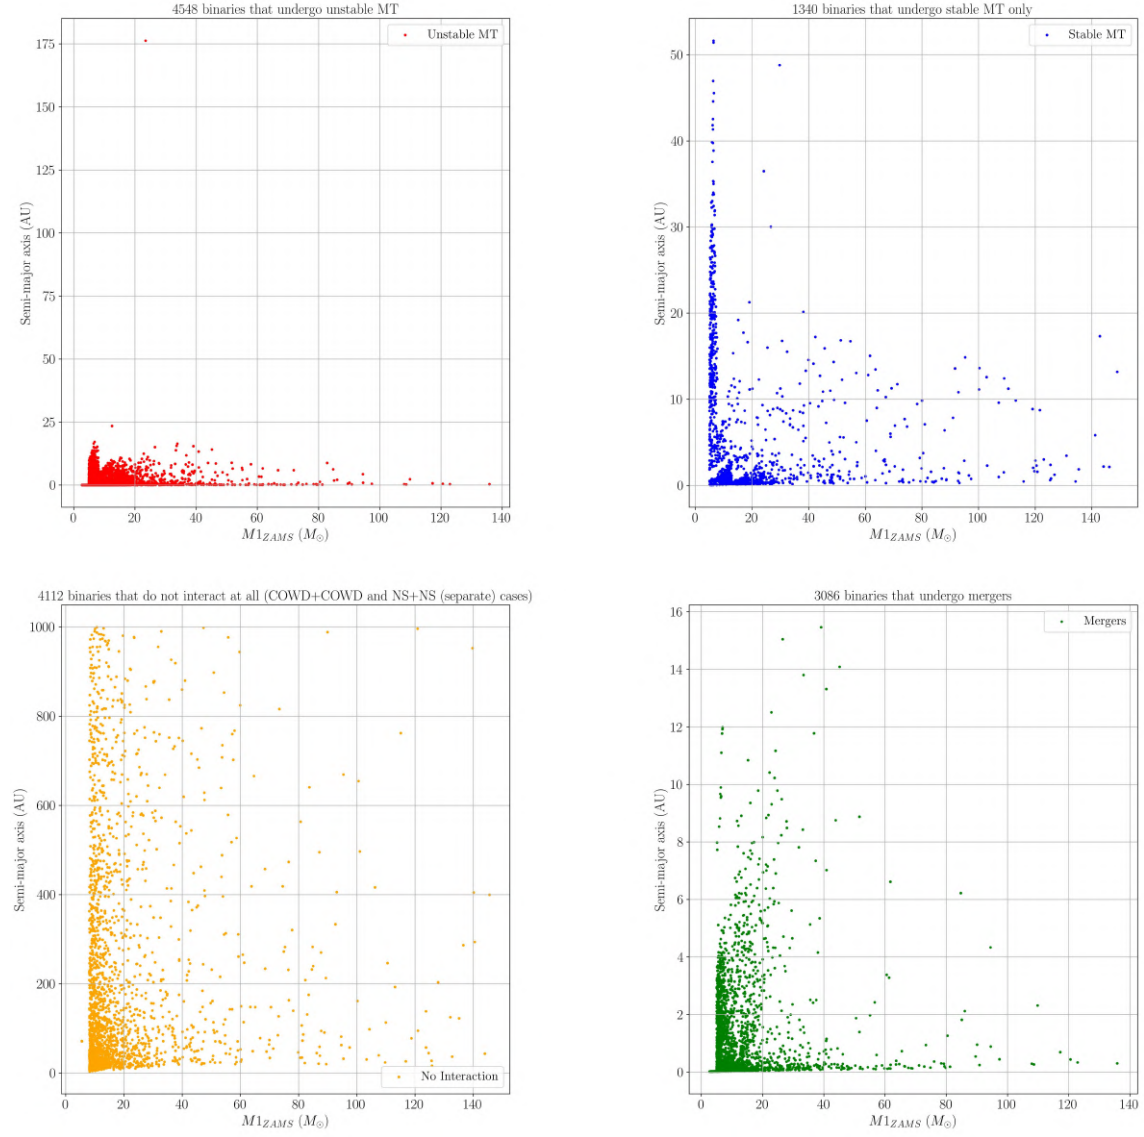 4548 binaries that undergo unstable MT
Unstable MT
175
150
125
100
75
50
25
0
Semi-major axis (AU)
0 20 40 60 80 100 120 140
M1ZAMS (M⊙)
1340 binaries that undergo stable MT only
Stable MT
50
40
30
20
10
0
Semi-major axis (AU)
0 20 40 60 80 100 120 140
M1ZAMS (M⊙)
4112 binaries that do not interact at all (COWD+COWD and NS+NS (separate) cases)
1000
800
600
400
200
0
Semi-major axis (AU)
No Interaction
0 20 40 60 80 100 120 140
M1ZAMS (M⊙)
3086 binaries that undergo mergers
Mergers
16
14
12
10
8
6
4
2
0
Semi-major axis (AU)
0 20 40 60 80 100 120 140
M1ZAMS (M⊙)